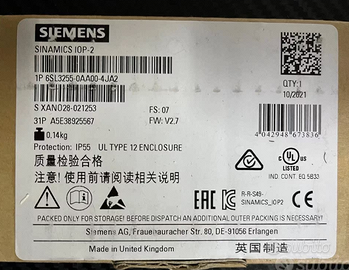 SIEMENS
SINAMICS IOP-2
1P 6SL3255-0AA00-4JA2
S XAN028-021253
31P A5E38925567
0.14kg
FS: 07
FW: V2.7
QTY:1
10/2021
4042948673836
Protection: IP55 UL TYPE 12 ENCLOSURE
质量检验合格
注意!使用前请阅读相关说明
UL
LISTED
IND. CONT. EQ. 5B33
EAC
R-R-S49-
SINAMICS_IOP2
PACKED ONLY FOR STORAGE! BEFORE DISPATCH AN ADDITIONAL OUTER PACKING IS NECESSARY!
Siemens AG, Frauenauracher Str. 80, DE-91056 Erlangen
Made in United Kingdom
英国制造